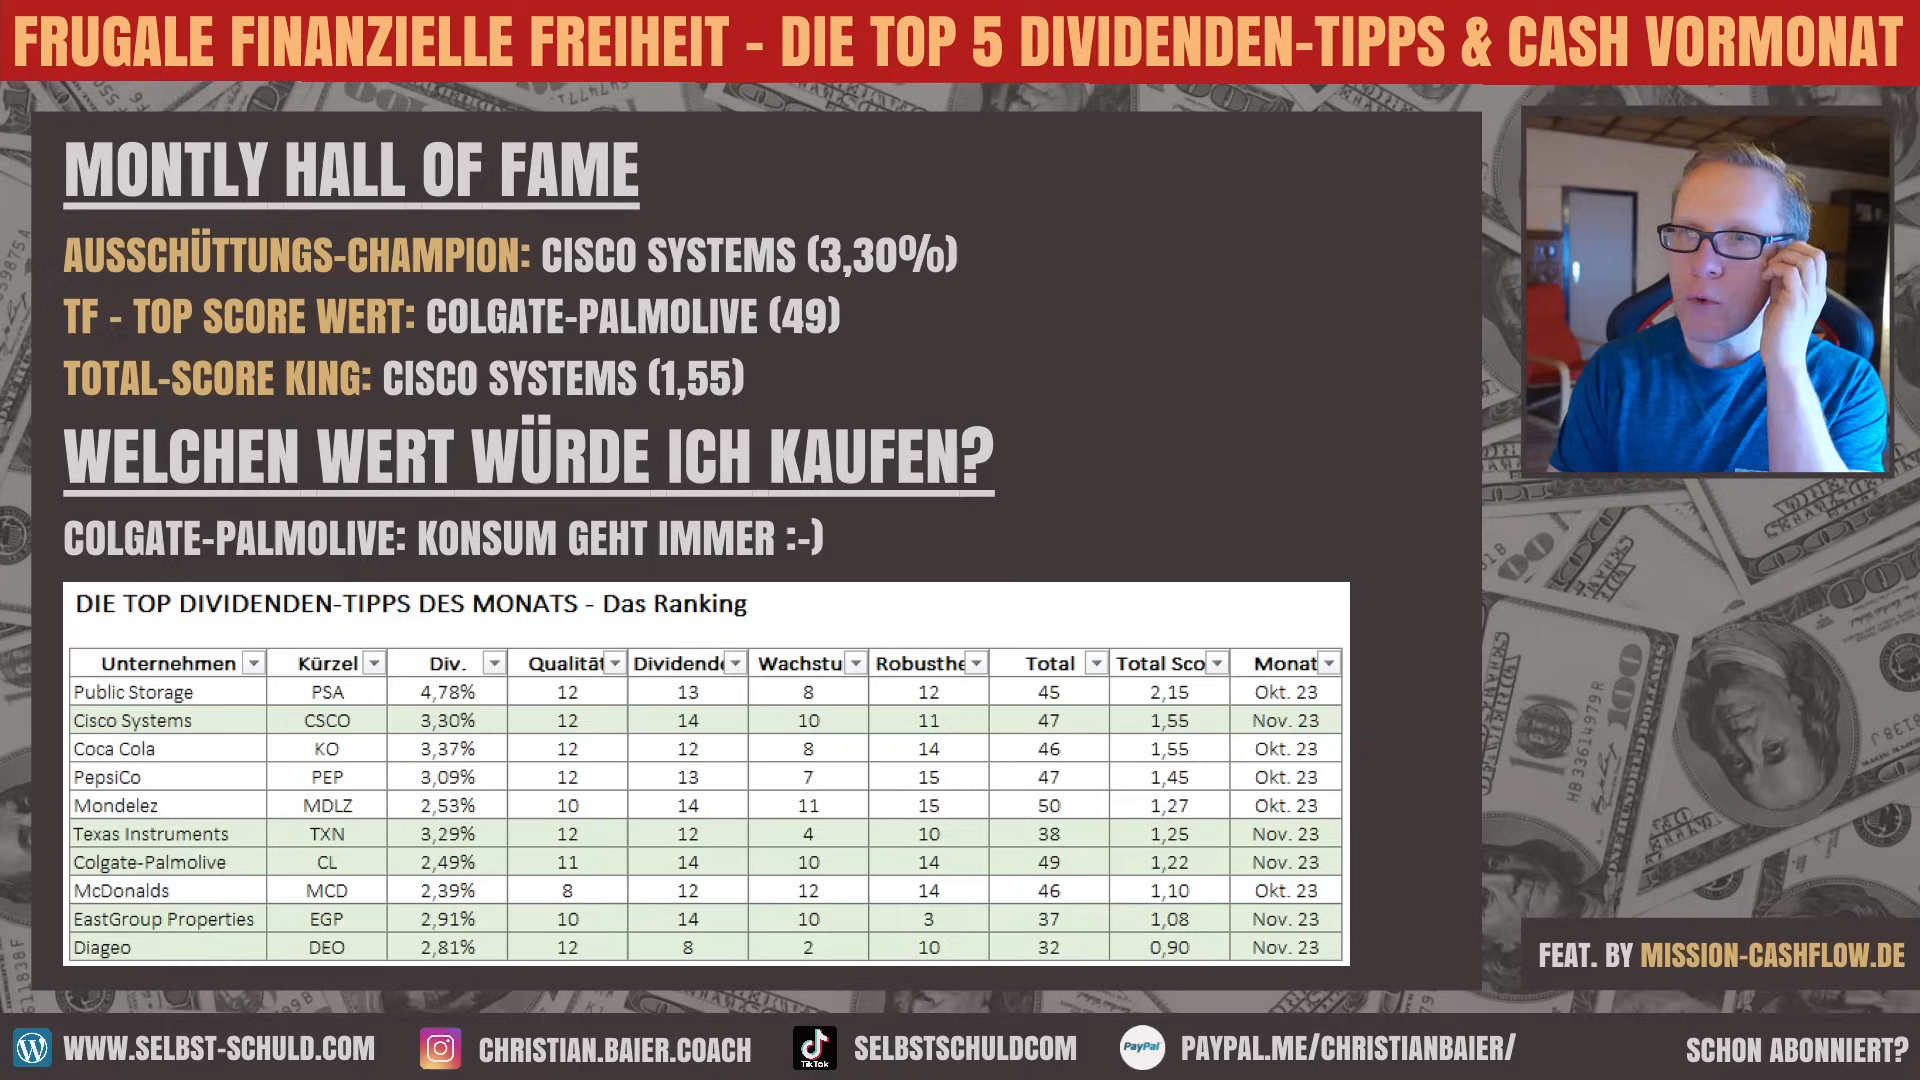 FRUGALE FINANZIELLE FREIHEIT - DIE TOP 5 DIVIDENDEN-TIPPS & CASH VORMONAT
MONTLY HALL OF FAME
AUSSCHÜTTUNGS-CHAMPION: CISCO SYSTEMS (3,30%)
TF - TOP SCORE WERT: COLGATE-PALMOLIVE (49)
TOTAL-SCORE KING: CISCO SYSTEMS (1,55)
WELCHEN WERT WÜRDE ICH KAUFEN?
COLGATE-PALMOLIVE: KONSUM GEHT IMMER :-)
DIE TOP DIVIDENDEN-TIPPS DES MONATS - Das Ranking
Unternehmen Kürzel Div. Qualität Dividende Wachstu Robusthe Total Total Sco Monat
Public Storage PSA 4,78% 12 13 8 12 45 2,15 Okt. 23
Cisco Systems CSCO 3,30% 12 14 10 11 47 1,55 Nov. 23
Coca Cola KO 3,37% 12 12 8 14 46 1,55 Okt. 23
PepsiCo PEP 3,09% 12 13 7 15 47 1,45 Okt. 23
Mondelez MDLZ 2,53% 10 14 11 15 50 1,27 Okt. 23
Texas Instruments TXN 3,29% 12 12 4 10 38 1,25 Nov. 23
Colgate-Palmolive CL 2,49% 11 14 10 14 49 1,22 Nov. 23
McDonalds MCD 2,39% 8 12 12 14 46 1,10 Okt. 23
EastGroup Properties EGP 2,91% 10 14 10 3 37 1,08 Nov. 23
Diageo DEO 2,81% 12 8 2 10 32 0,90 Nov. 23
FEAT. BY MISSION-CASHFLOW.DE
WWW.SELBST-SCHULD.COM CHRISTIAN.BAIER.COACH TikTok SELBSTSCHULDCOM PayPal PAYPAL.ME/CHRISTIANBAIER/ SCHON ABONNIERT?